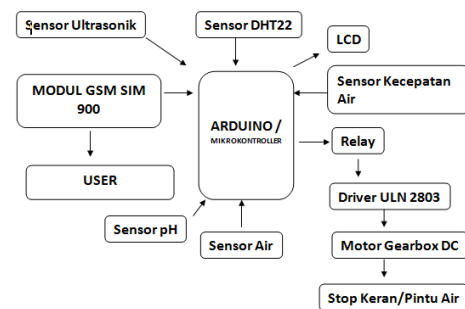 Sensor Ultrasonik
Sensor DHT22
LCD
MODUL GSM SIM
900
Sensor Kecepatan
Air
ARDUINO /
MIKROKONTROLLER
Relay
USER
Driver ULN 2803
Sensor pH
Sensor Air
Motor Gearbox DC
Stop Keran/Pintu Air